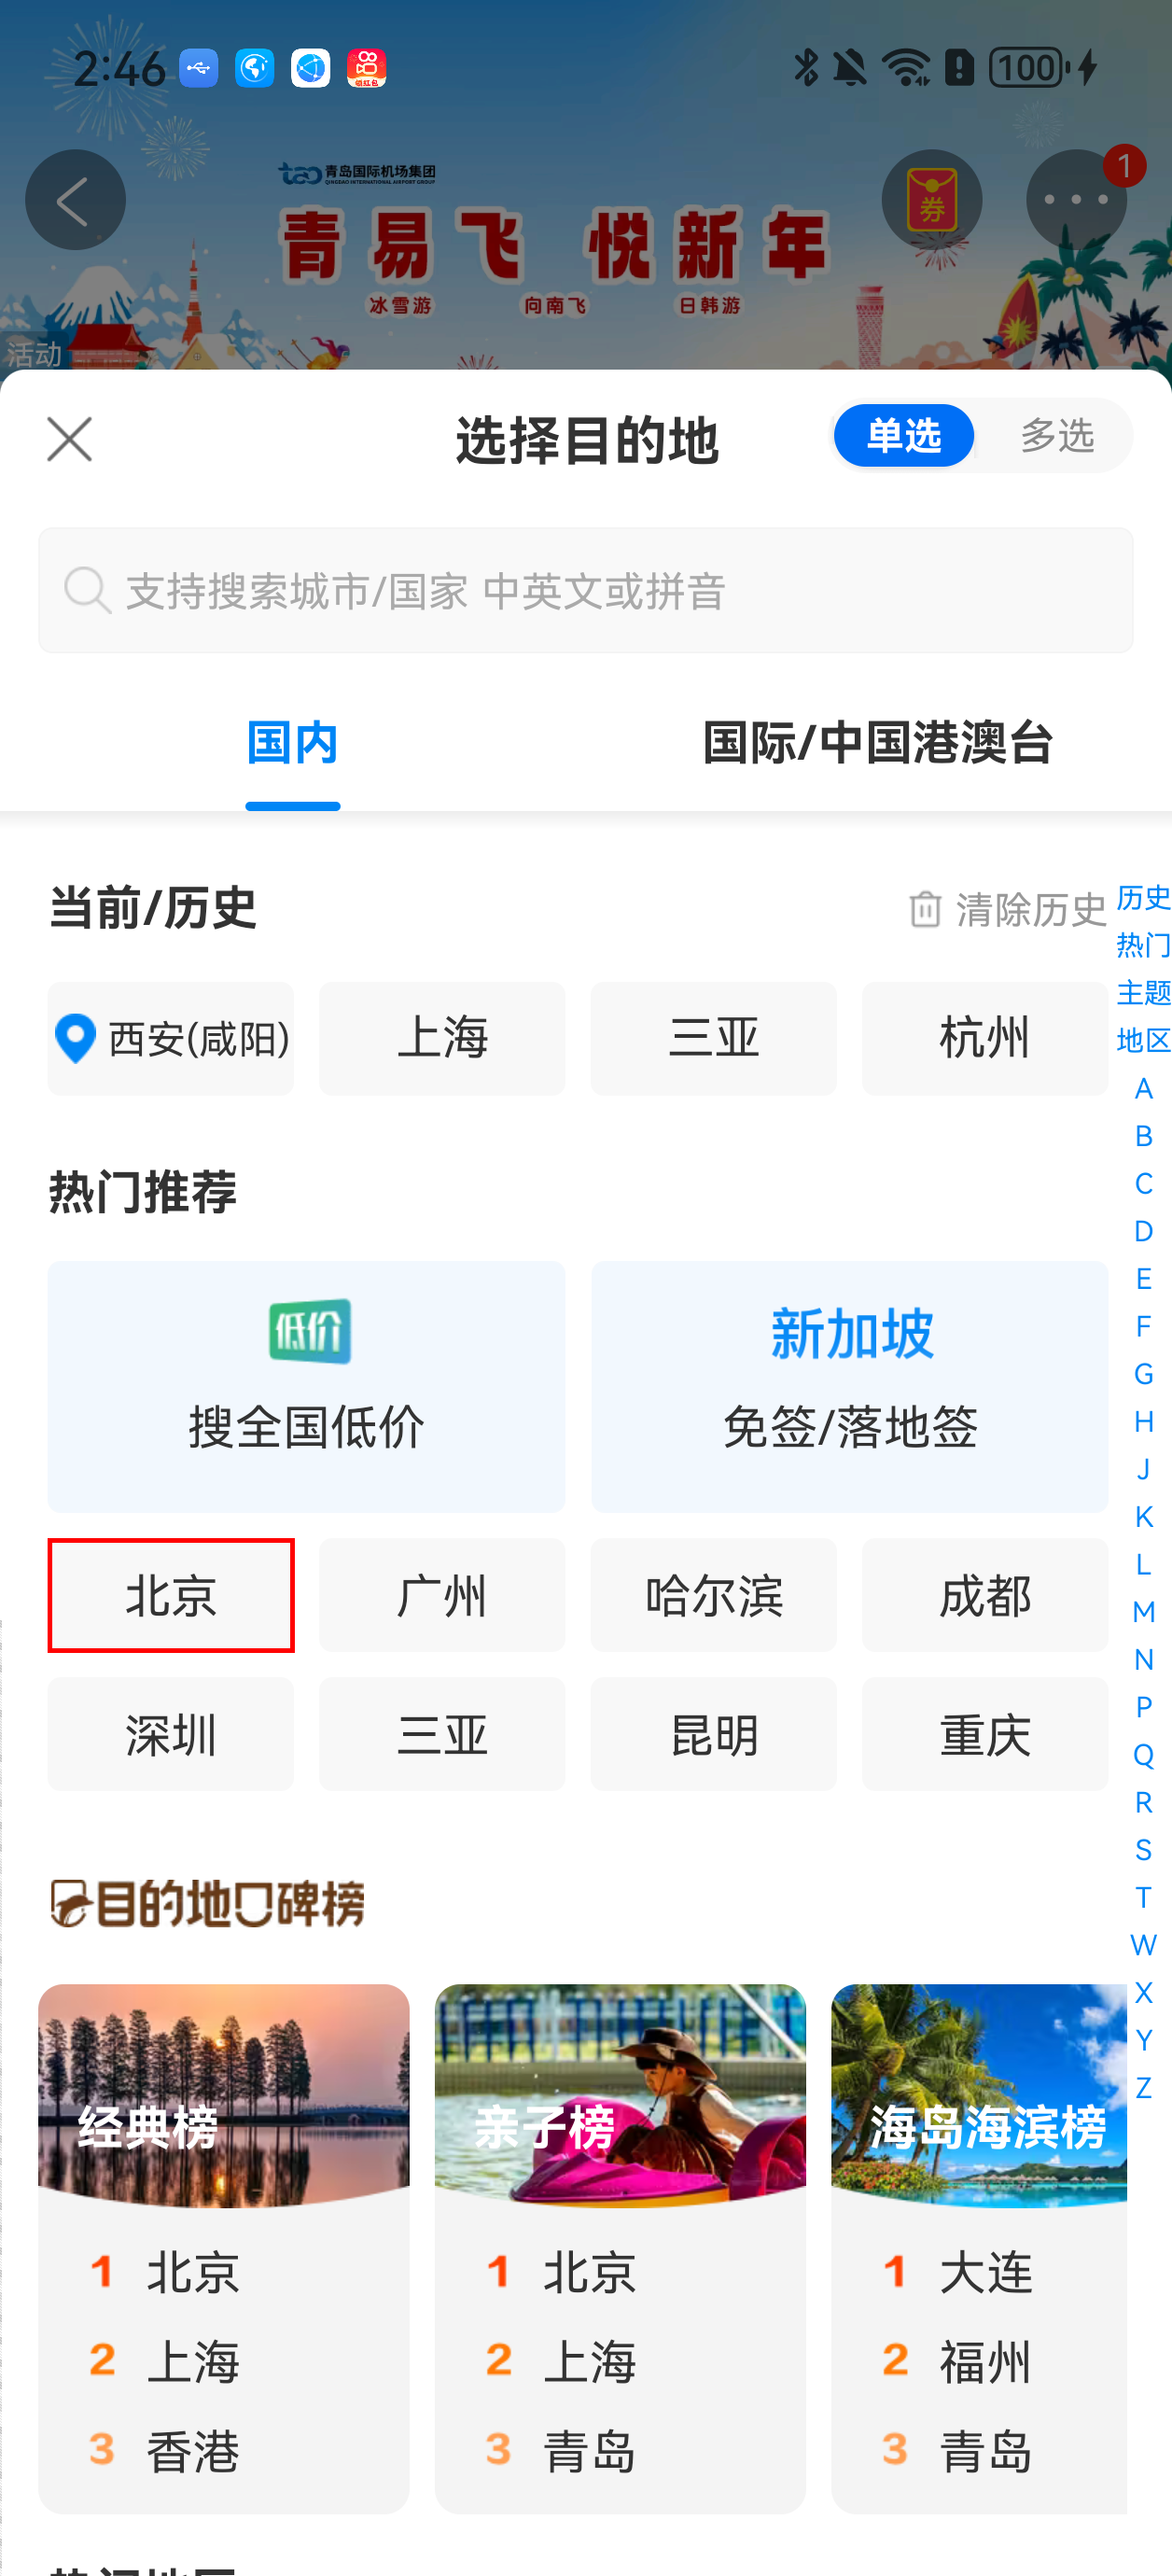 2:46
领红包
100
青岛国际机场集团
QINGDAO INTERNATIONAL AIRPORT GROUP
青易飞 悦新年
冰雪游 向南飞 日韩游
券
1
活动
选择目的地
单选 多选
支持搜索城市/国家 中英文或拼音
国内 国际/中国港澳台
当前/历史 清除历史
西安(咸阳) 上海 三亚 杭州
热门推荐
低价
搜全国低价
新加坡
免签/落地签
北京 广州 哈尔滨 成都
深圳 三亚 昆明 重庆
目的地口碑榜
经典榜
1 北京
2 上海
3 香港
亲子榜
1 北京
2 上海
3 青岛
海岛海滨榜
1 大连
2 福州
3 青岛
历史
热门
主题
地区
A
B
C
D
E
F
G
H
J
K
L
M
N
P
Q
R
S
T
W
X
Y
Z